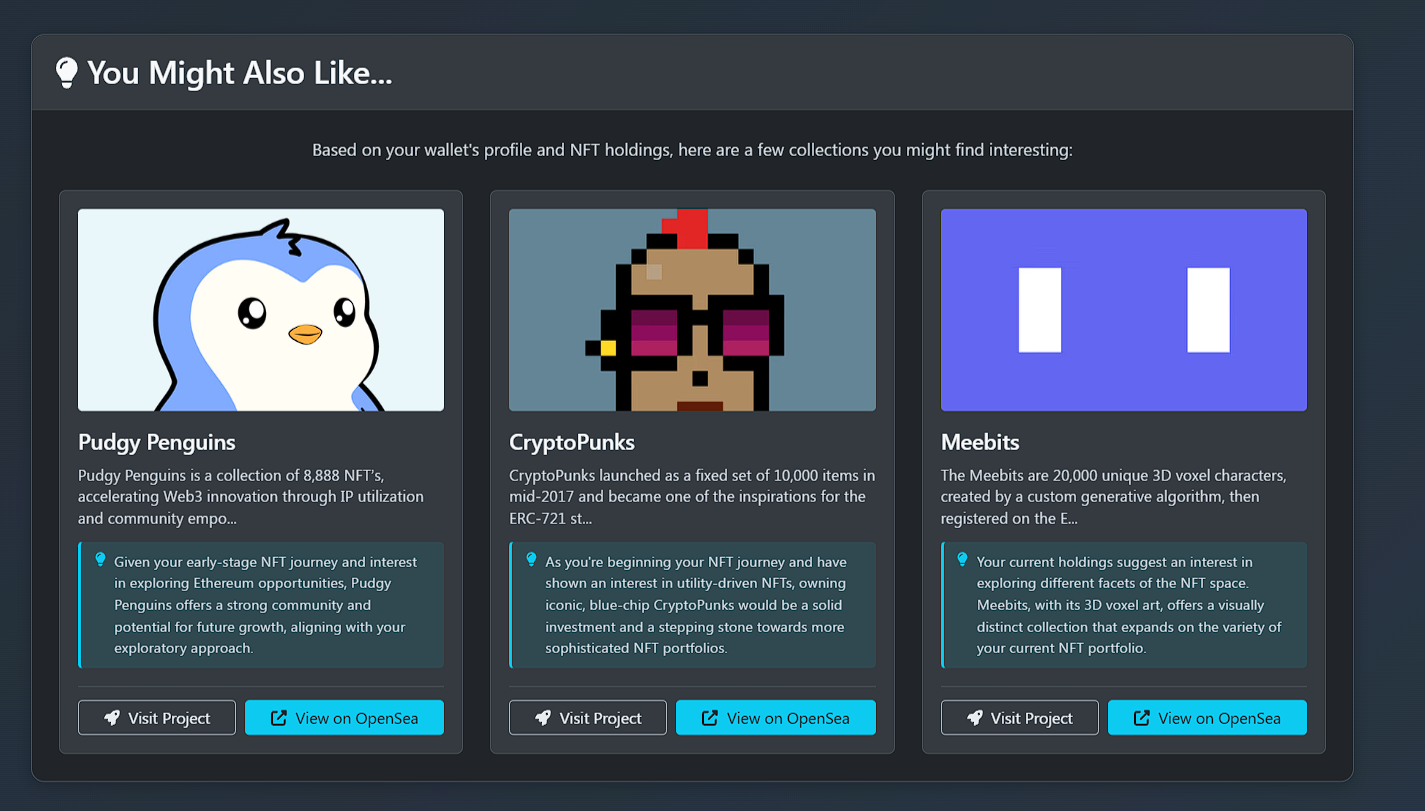 You Might Also Like...
Based on your wallet's profile and NFT holdings, here are a few collections you might find interesting:
Pudgy Penguins
Pudgy Penguins is a collection of 8,888 NFT’s,
accelerating Web3 innovation through IP utilization
and community empo...
Given your early-stage NFT journey and interest
in exploring Ethereum opportunities, Pudgy
Penguins offers a strong community and
potential for future growth, aligning with your
exploratory approach.
Visit Project
View on OpenSea
CryptoPunks
CryptoPunks launched as a fixed set of 10,000 items in
mid-2017 and became one of the inspirations for the
ERC-721 st...
As you're beginning your NFT journey and have
shown an interest in utility-driven NFTs, owning
iconic, blue-chip CryptoPunks would be a solid
investment and a stepping stone towards more
sophisticated NFT portfolios.
Visit Project
View on OpenSea
Meebits
The Meebits are 20,000 unique 3D voxel characters,
created by a custom generative algorithm, then
registered on the E...
Your current holdings suggest an interest in
exploring different facets of the NFT space.
Meebits, with its 3D voxel art, offers a visually
distinct collection that expands on the variety of
your current NFT portfolio.
Visit Project
View on OpenSea